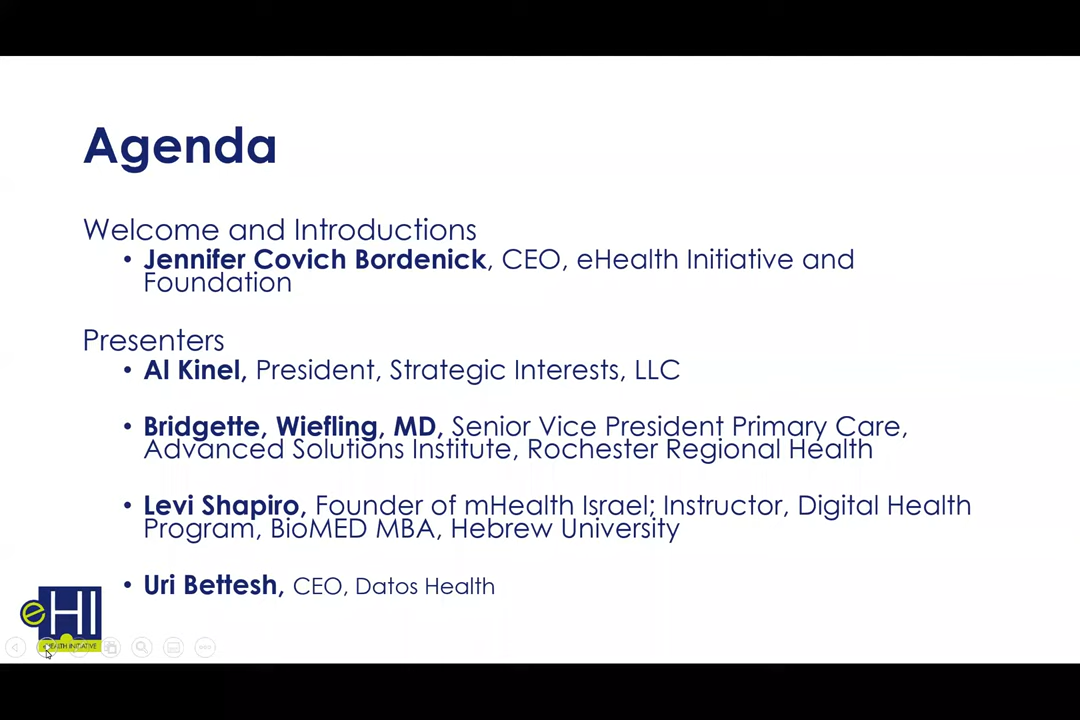 Agenda
Welcome and Introductions
• Jennifer Covich Bordenick, CEO, eHealth Initiative and
Foundation
Presenters
• Al Kinel, President, Strategic Interests, LLC
• Bridgette, Wiefling, MD, Senior Vice President Primary Care,
Advanced Solutions Institute, Rochester Regional Health
• Levi Shapiro, Founder of mHealth Israel; Instructor, Digital Health
Program, BioMED MBA, Hebrew University
• Uri Bettesh, CEO, Datos Health
eHI
eHEALTH INITIATIVE